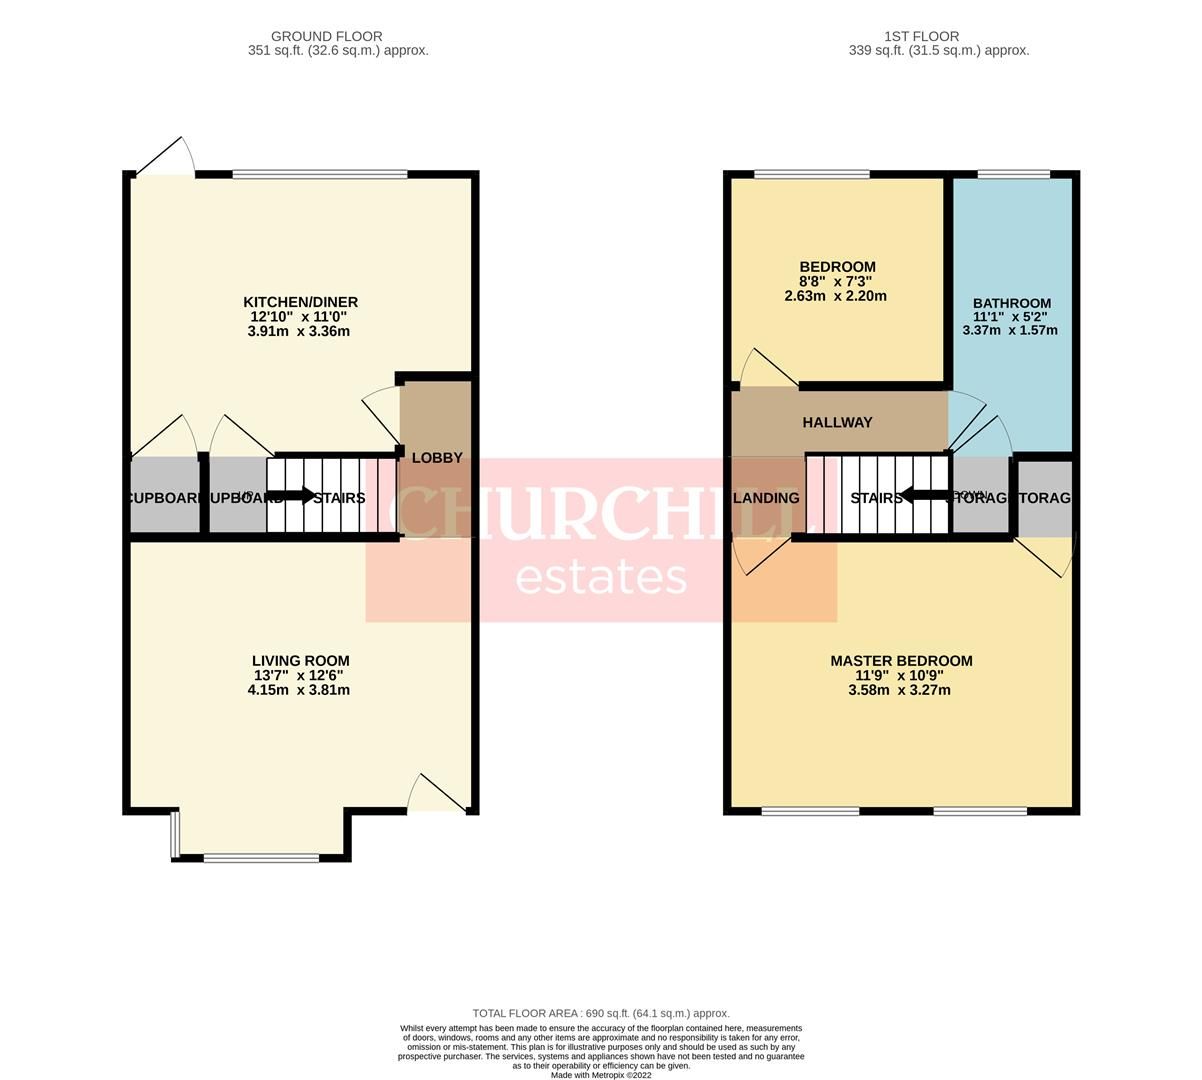 GROUND FLOOR
351 sq.ft. (32.6 sq.m.) approx.
1ST FLOOR
339 sq.ft. (31.5 sq.m.) approx.
KITCHEN/DINER
12'10" x 11'0"
3.91m x 3.36m
LOBBY
CUPBOARD
UPBOARD
UP
STAIRS
LIVING ROOM
13'7" x 12'6"
4.15m x 3.81m
BEDROOM
8'8" x 7'3"
2.63m x 2.20m
BATHROOM
11'1" x 5'2"
3.37m x 1.57m
HALLWAY
LANDING
STAIRS
DOWN
STORAGE
TORAG
MASTER BEDROOM
11'9" x 10'9"
3.58m x 3.27m
CHURCHILL
estates
TOTAL FLOOR AREA : 690 sq.ft. (64.1 sq.m.) approx.
Whilst every attempt has been made to ensure the accuracy of the floorplan contained here, measurements
of doors, windows, rooms and any other items are approximate and no responsibility is taken for any error,
omission or mis-statement. This plan is for illustrative purposes only and should be used as such by any
prospective purchaser. The services, systems and appliances shown have not been tested and no guarantee
as to their operability or efficiency can be given.
Made with Metropix ©2022